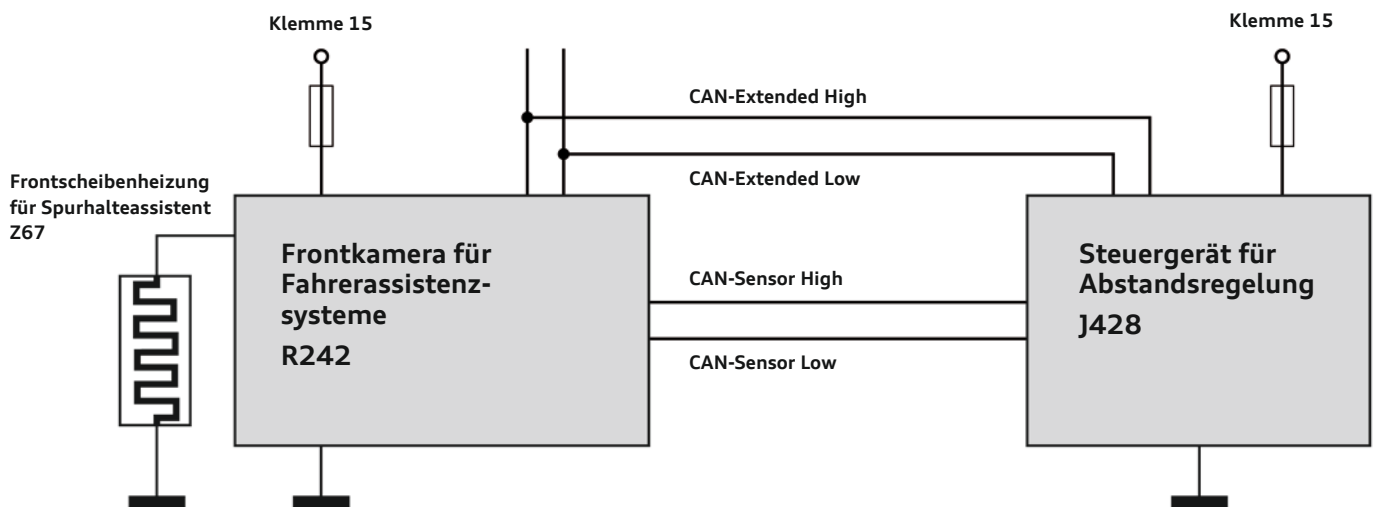 Klemme 15
Klemme 15
CAN-Extended High
CAN-Extended Low
Frontscheibenheizung
für Spurhalteassistent
Z67
Frontkamera für
Fahrerassistenz-
systeme
R242
CAN-Sensor High
CAN-Sensor Low
Steuergerät für
Abstandsregelung
J428